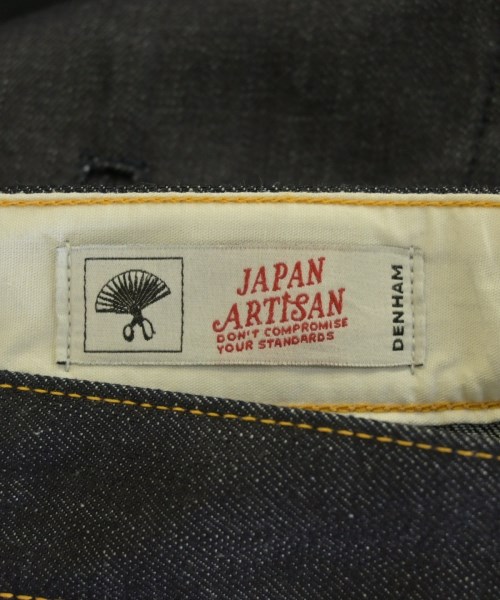 JAPAN
ARTISAN
DON'T COMPROMISE
YOUR STANDARDS
DENHAM